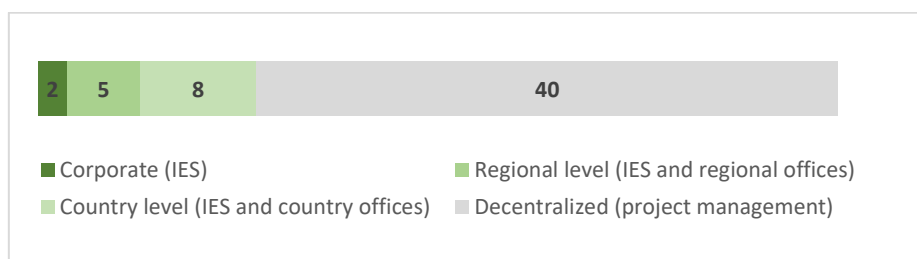 2 5 8 40
Corporate (IES) Regional level (IES and regional offices)
Country level (IES and country offices) Decentralized (project management)